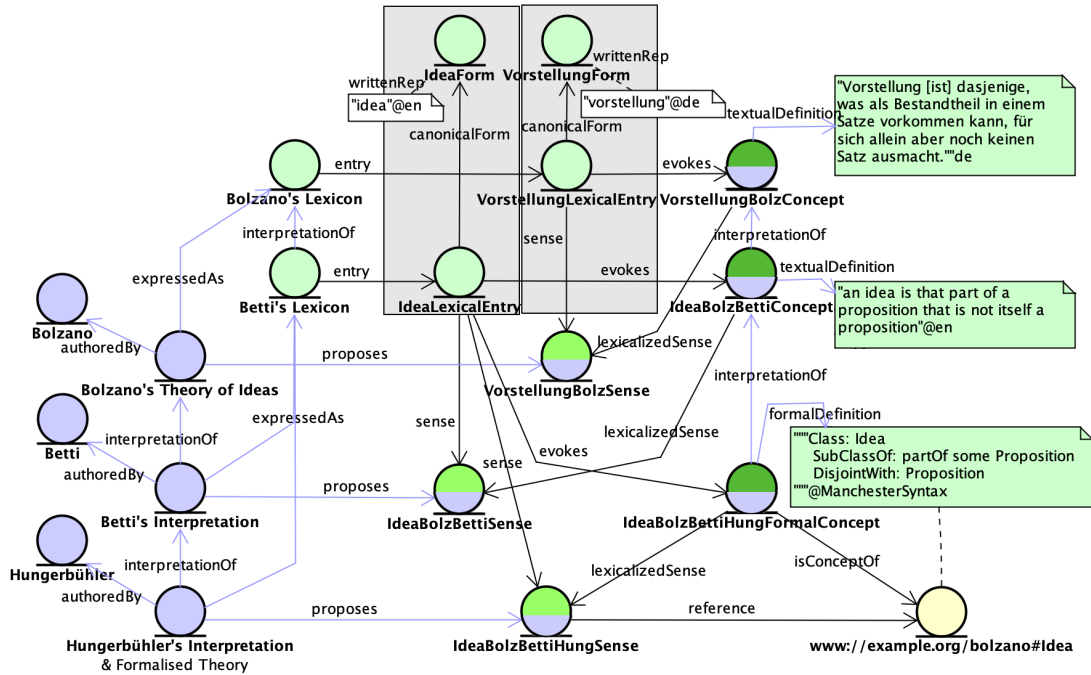 IdeaForm
VorstellungForm
writtenRep
writtenRep
"idea"@en
"vorstellung"@de
canonicalForm
canonicalForm
textualDefinition
"Vorstellung [ist] dasjenige,
was als Bestandtheil in einem
Satze vorkommen kann, für
sich allein aber noch keinen
Satz ausmacht.""de
entry
evokes
Bolzano's Lexicon
VorstellungLexicalEntry
VorstellungBolzConcept
interpretationOf
sense
interpretationOf
expressedAs
entry
evokes
textualDefinition
Betti's Lexicon
IdeaLexicalEntry
IdeaBolzBettiConcept
"an idea is that part of a
proposition that is not itself a
proposition"@en
Bolzano
authoredBy
proposes
lexicalizedSense
Bolzano's Theory of Ideas
VorstellungBolzSense
interpretationOf
expressedAs
sense
formalDefinition
Betti
interpretationOf
authoredBy
lexicalizedSense
evokes
sense
"""Class: Idea
SubClassOf: partOf some Proposition
DisjointWith: Proposition
"""@ManchesterSyntax
proposes
Betti's Interpretation
IdeaBolzBettiSense
IdeaBolzBettiHungFormalConcept
Hungerbühler
interpretationOf
authoredBy
lexicalizedSense
isConceptOf
proposes
reference
Hungerbühler's Interpretation
& Formalised Theory
IdeaBolzBettiHungSense
www://example.org/bolzano#Idea